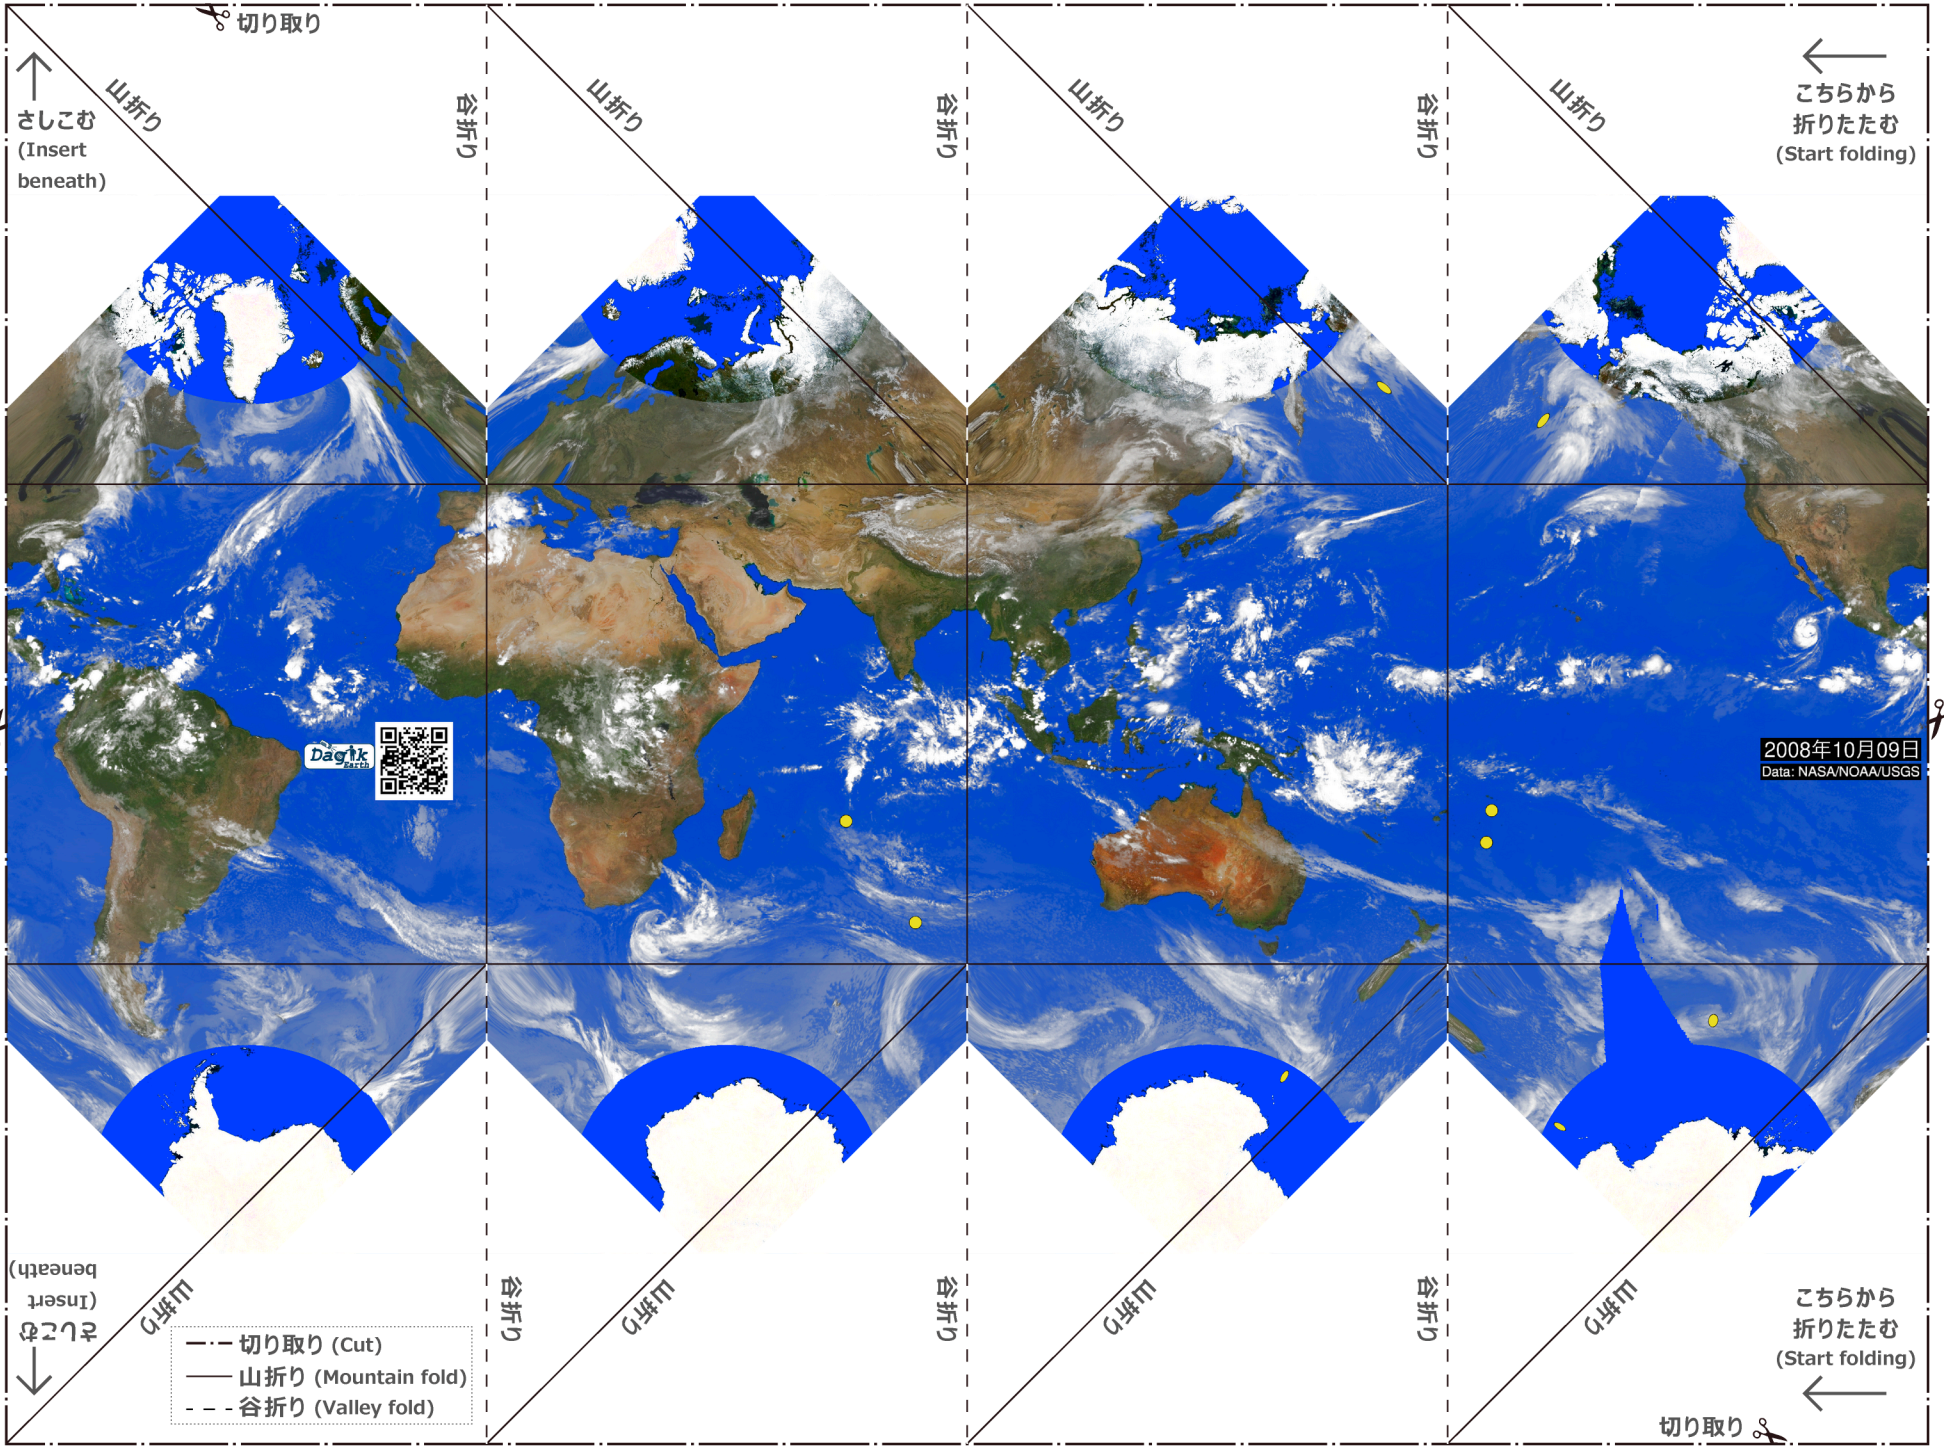 切り取り
山折り
谷折り
山折り
谷折り
山折り
谷折り
山折り
さしこむ
(Insert
beneath)
こちらから
折りたたむ
(Start folding)
Dagik
Earth
2008年10月09日
Data: NASA/NOAA/USGS
さしこむ
(Insert
beneath)
山折り
谷折り
山折り
谷折り
山折り
谷折り
山折り
こちらから
折りたたむ
(Start folding)
切り取り (Cut)
山折り (Mountain fold)
谷折り (Valley fold)
切り取り